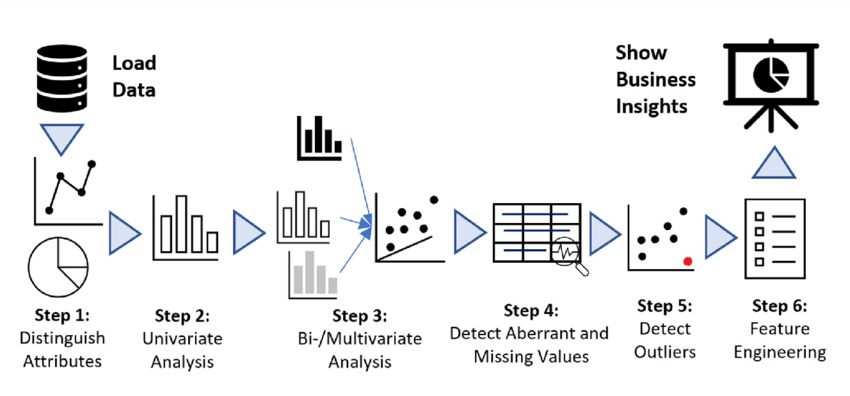 Load
Data
Show
Business
Insights
Step 1:
Distinguish
Attributes
Step 2:
Univariate
Analysis
Step 3:
Bi-/Multivariate
Analysis
Step 4:
Detect Aberrant and
Missing Values
Step 5:
Detect
Outliers
Step 6:
Feature
Engineering